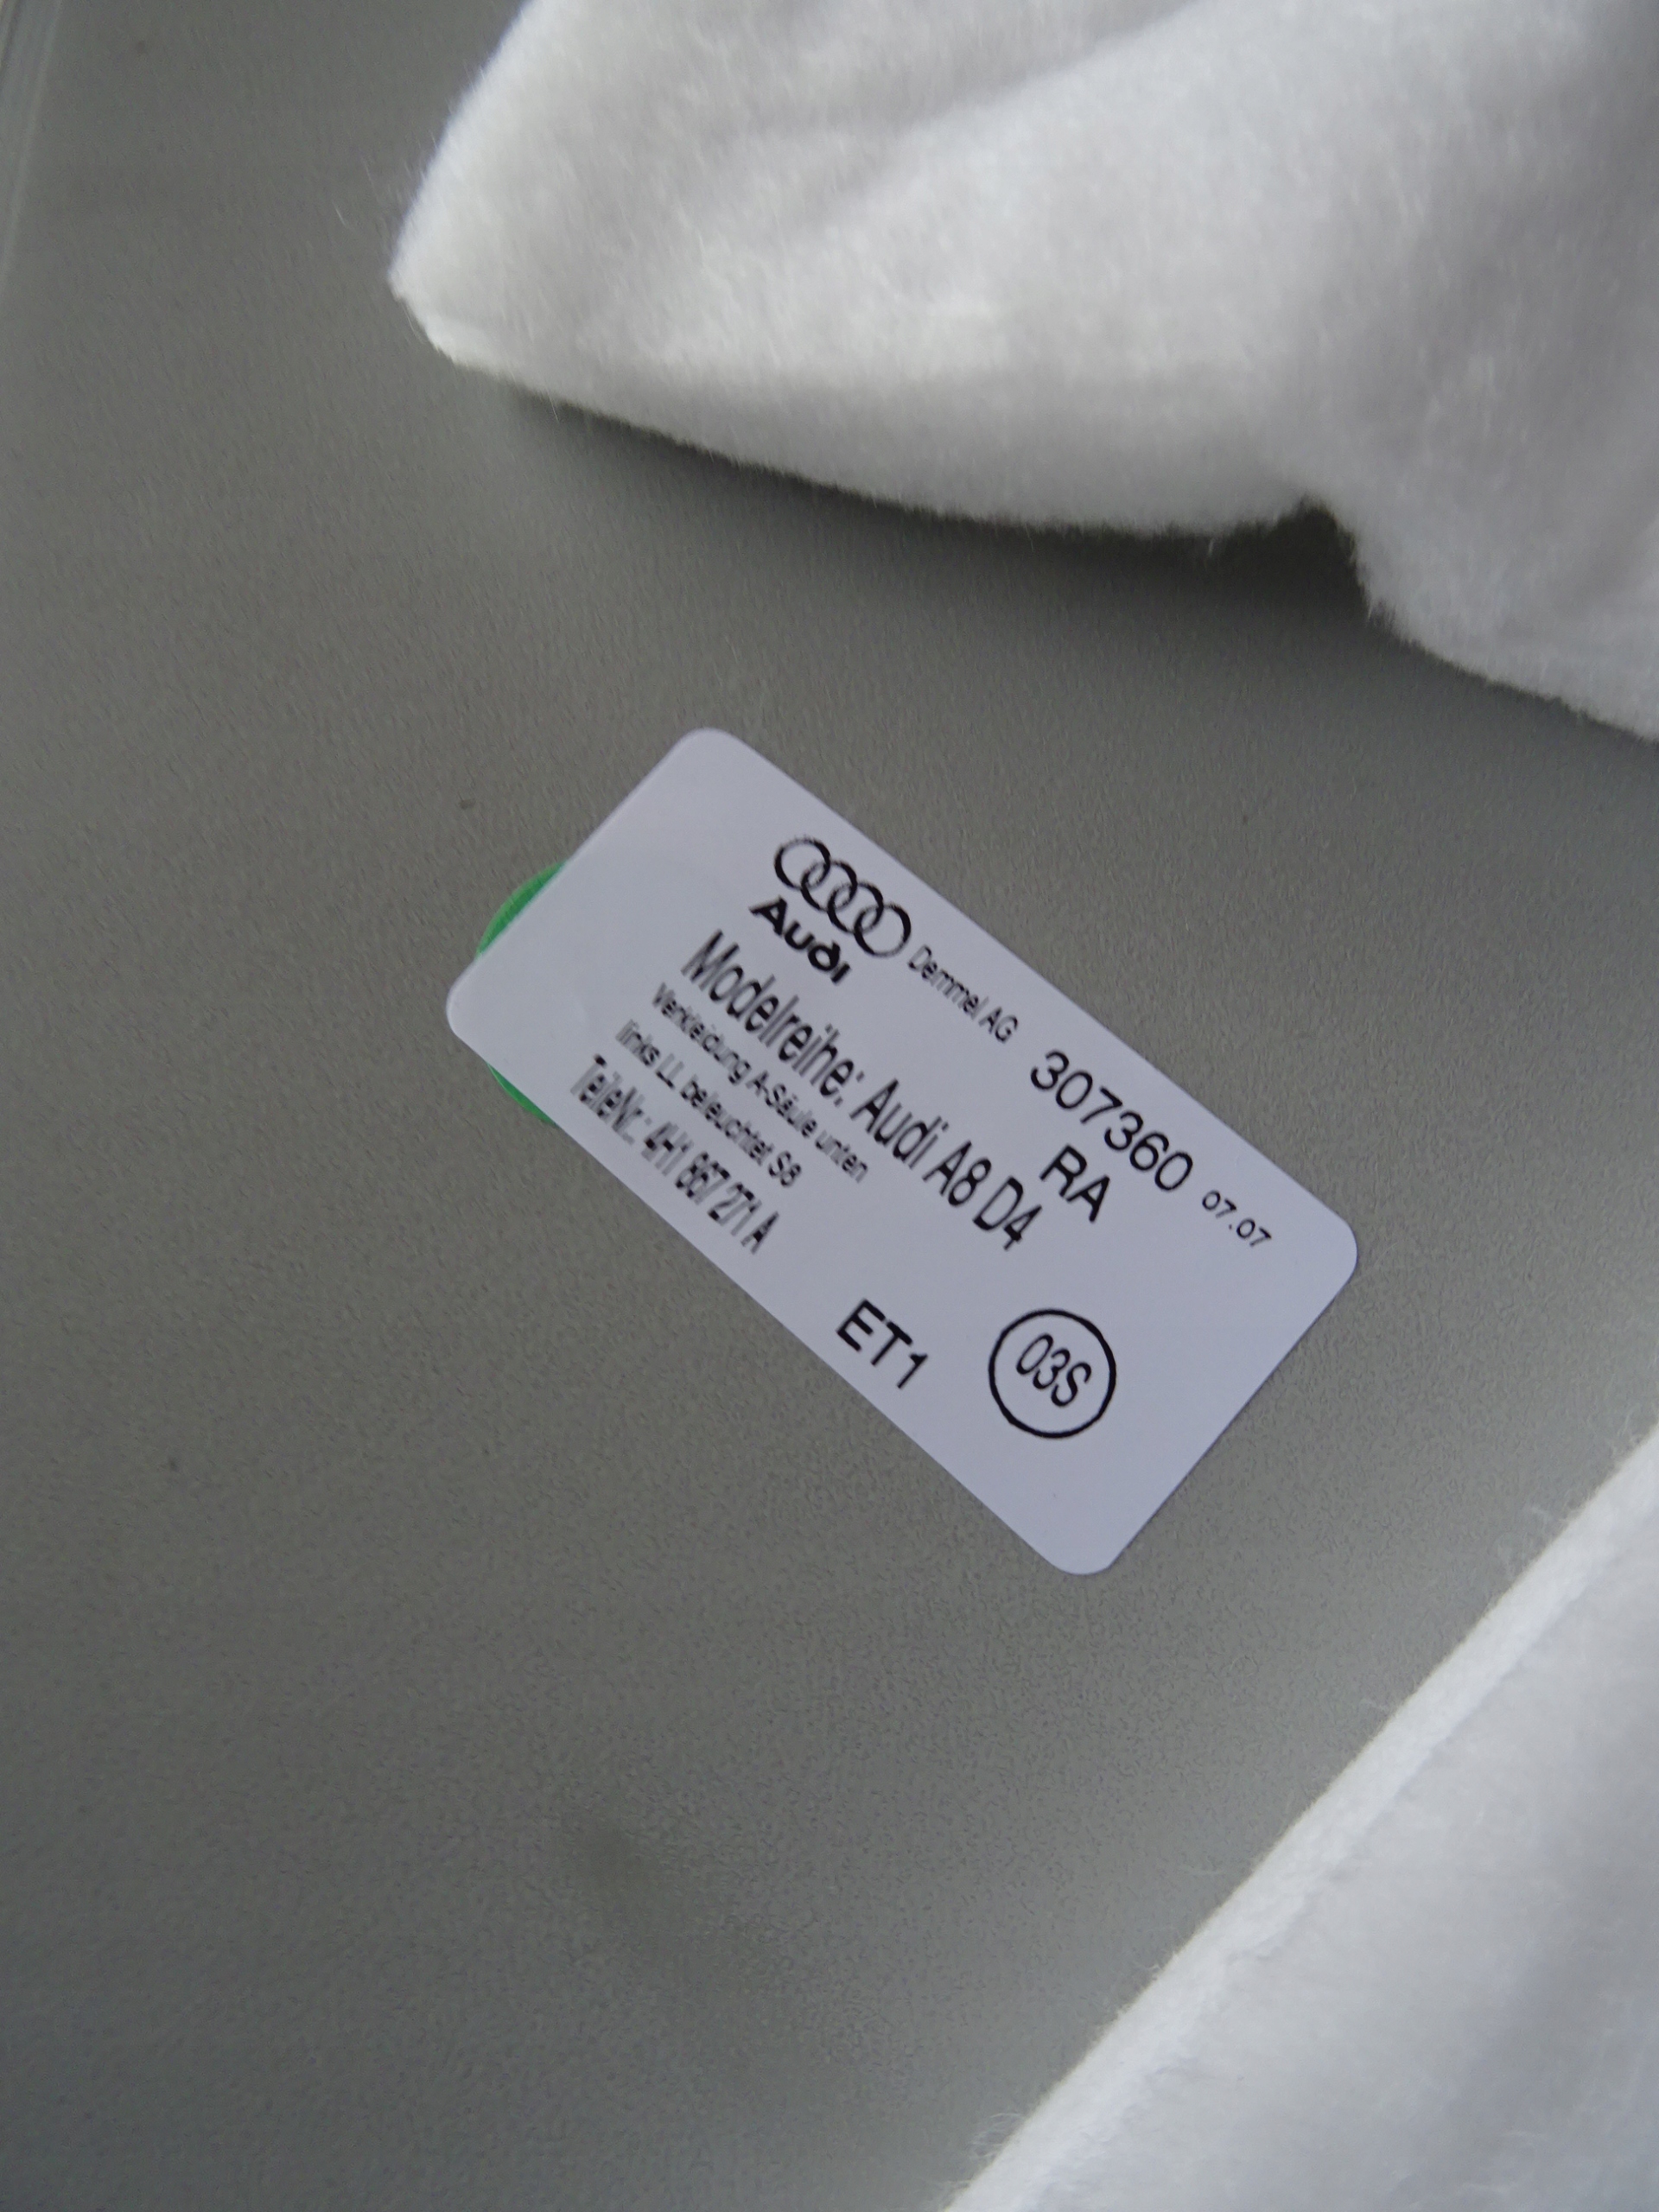 Audi
Demmel AG 307360 07.07
RA
Modelreihe: Audi A8 D4
Verkleidung A-Säule unten
links LL beleuchtet S8
TeileNr.: 4H1 867 271 A
ET1
03S